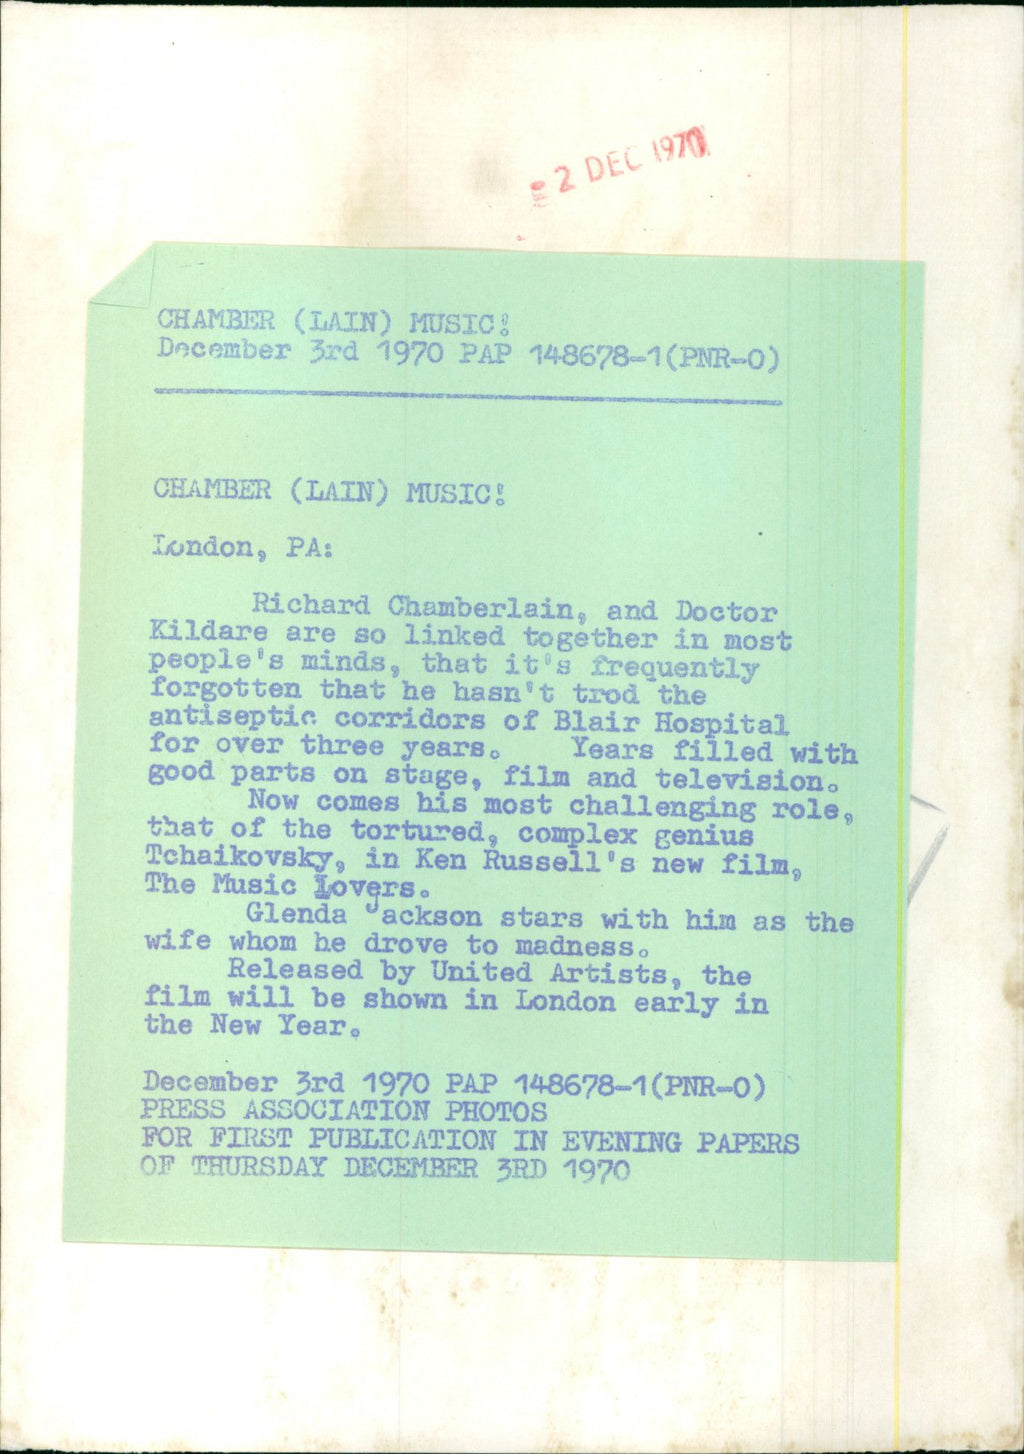 2 DEC 1970
CHAMBER (LAIN) MUSIC!
December 3rd 1970 PAP 148678-1(PNR-0)
CHAMBER (LAIN) MUSIC!
London, PA:
Richard Chamberlain, and Doctor
Kildare are so linked together in most
people's minds, that it's frequently
forgotten that he hasn't trod the
antiseptic corridors of Blair Hospital
for over three years. Years filled with
good parts on stage, film and television.
Now comes his most challenging role,
that of the tortured, complex genius
Tchaikovsky, in Ken Russell's new film,
The Music Lovers.
Glenda Jackson stars with him as the
wife whom he drove to madness.
Released by United Artists, the
film will be shown in London early in
the New Year.
December 3rd 1970 PAP 148678-1(PNR-0)
PRESS ASSOCIATION PHOTOS
FOR FIRST PUBLICATION IN EVENING PAPERS
OF THURSDAY DECEMBER 3RD 1970